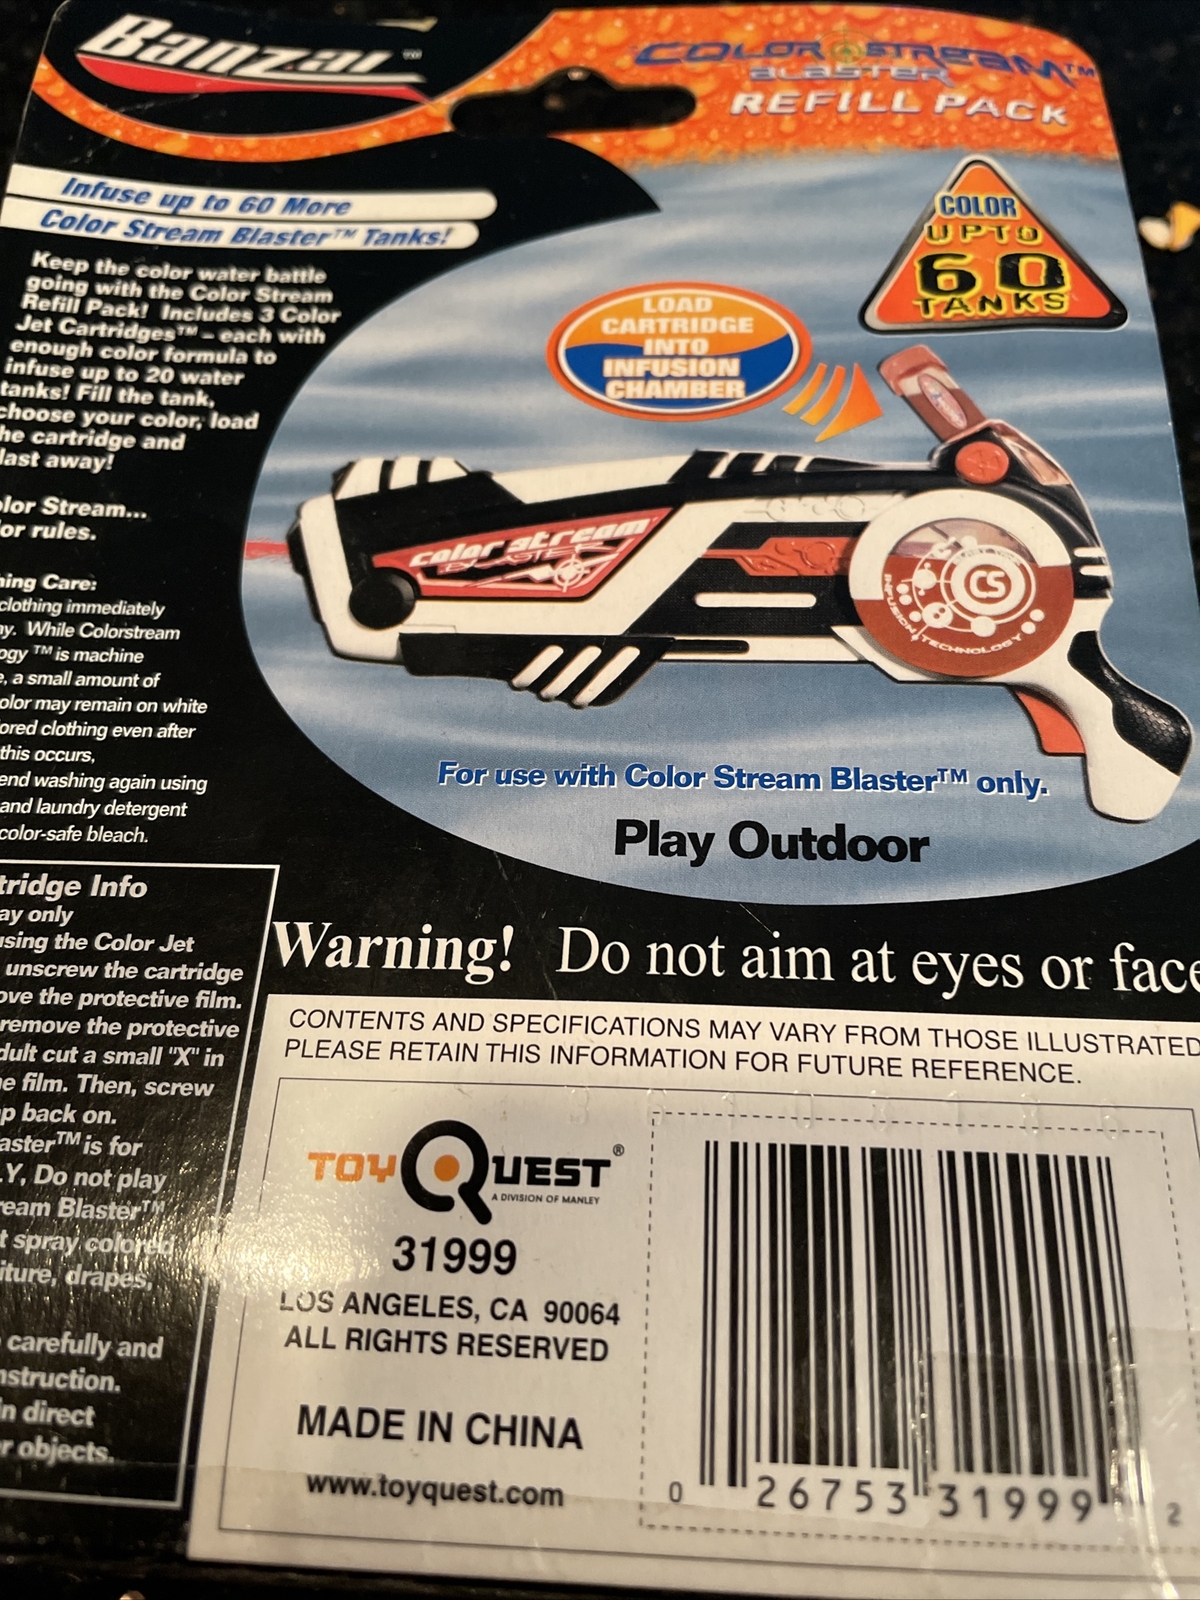 Banzai™
COLOR STREAM™
BLASTER
REFILL PACK
Infuse up to 60 More
Color Stream Blaster™ Tanks!
Keep the color water battle
going with the Color Stream
Refill Pack! Includes 3 Color
Jet Cartridges™ – each with
enough color formula to
infuse up to 20 water
tanks! Fill the tank,
choose your color, load
he cartridge and
last away!
olor Stream...
or rules.
ning Care:
clothing immediately
ay. While Colorstream
ogy ™ is machine
e, a small amount of
olor may remain on white
ored clothing even after
this occurs,
end washing again using
and laundry detergent
color-safe bleach.
COLOR
UP TO
60
TANKS
LOAD
CARTRIDGE
INTO
INFUSION
CHAMBER
color stream
BLASTER
CS
INFUSION TECHNOLOGY
For use with Color Stream Blaster™ only.
Play Outdoor
tridge Info
ay only
using the Color Jet
unscrew the cartridge
ove the protective film.
remove the protective
dult cut a small "X" in
e film. Then, screw
p back on.
aster™ is for
Y, Do not play
ream Blaster™
t spray colored
iture, drapes,
carefully and
nstruction.
in direct
r objects.
Warning! Do not aim at eyes or face
CONTENTS AND SPECIFICATIONS MAY VARY FROM THOSE ILLUSTRATED
PLEASE RETAIN THIS INFORMATION FOR FUTURE REFERENCE.
TOYQUEST®
A DIVISION OF MANLEY
31999
LOS ANGELES, CA 90064
ALL RIGHTS RESERVED
MADE IN CHINA
www.toyquest.com
0 26753 31999 2